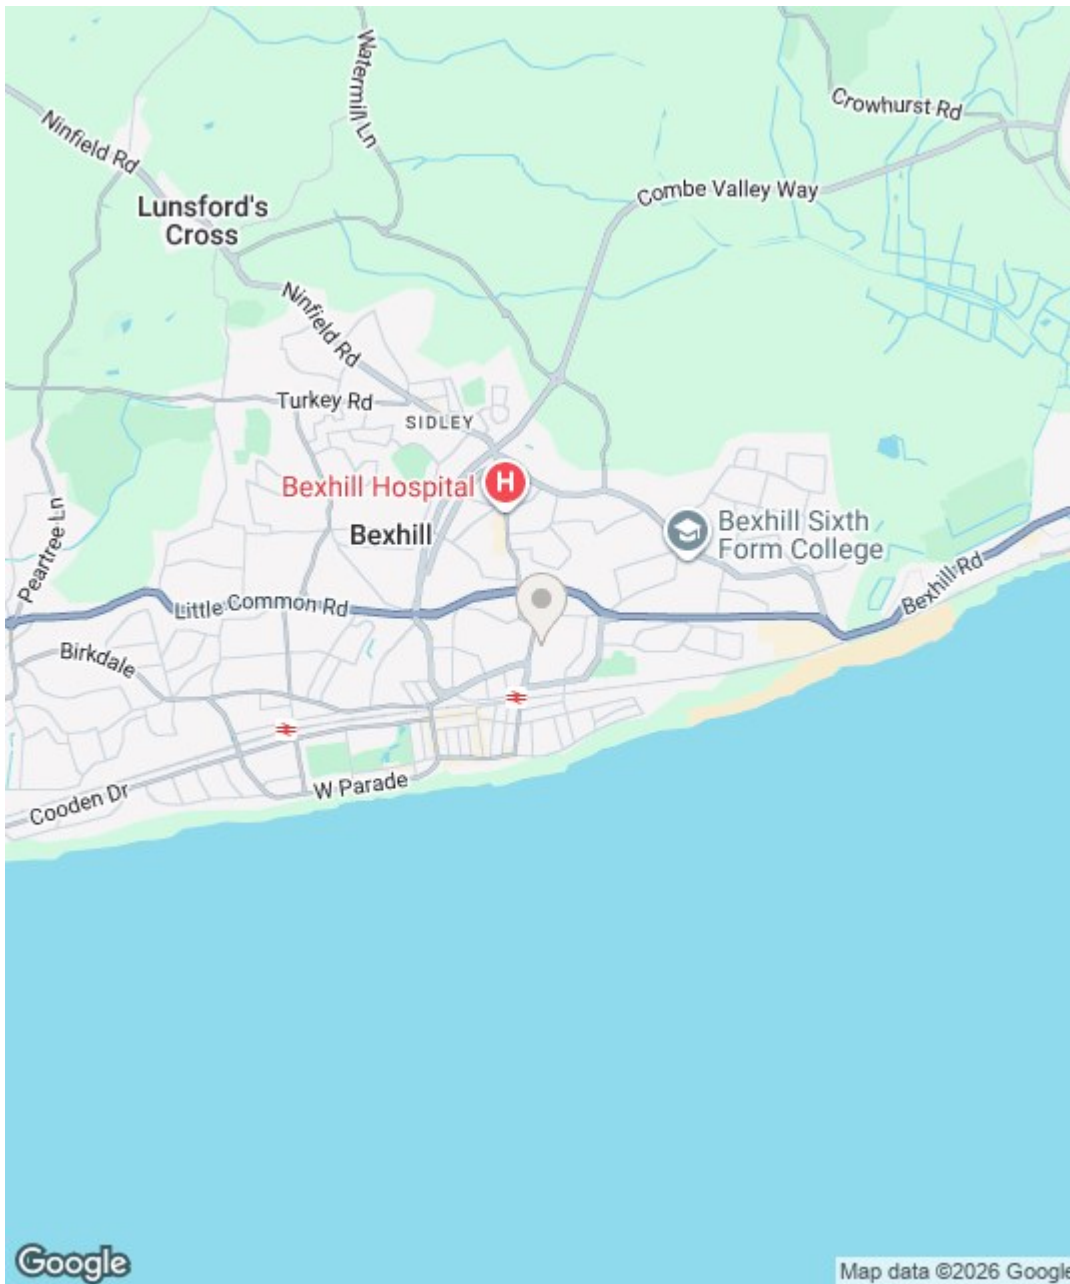 Watermill Ln
Crowhurst Rd
Ninfield Rd
Combe Valley Way
Lunsford's
Cross
Ninfield Rd
Turkey Rd
SIDLEY
Bexhill Hospital
H
Bexhill
Bexhill Sixth
Form College
Peartree Ln
Bexhill Rd
Little Common Rd
Birkdale
W Parade
Cooden Dr
Google
Map data ©2026 Google